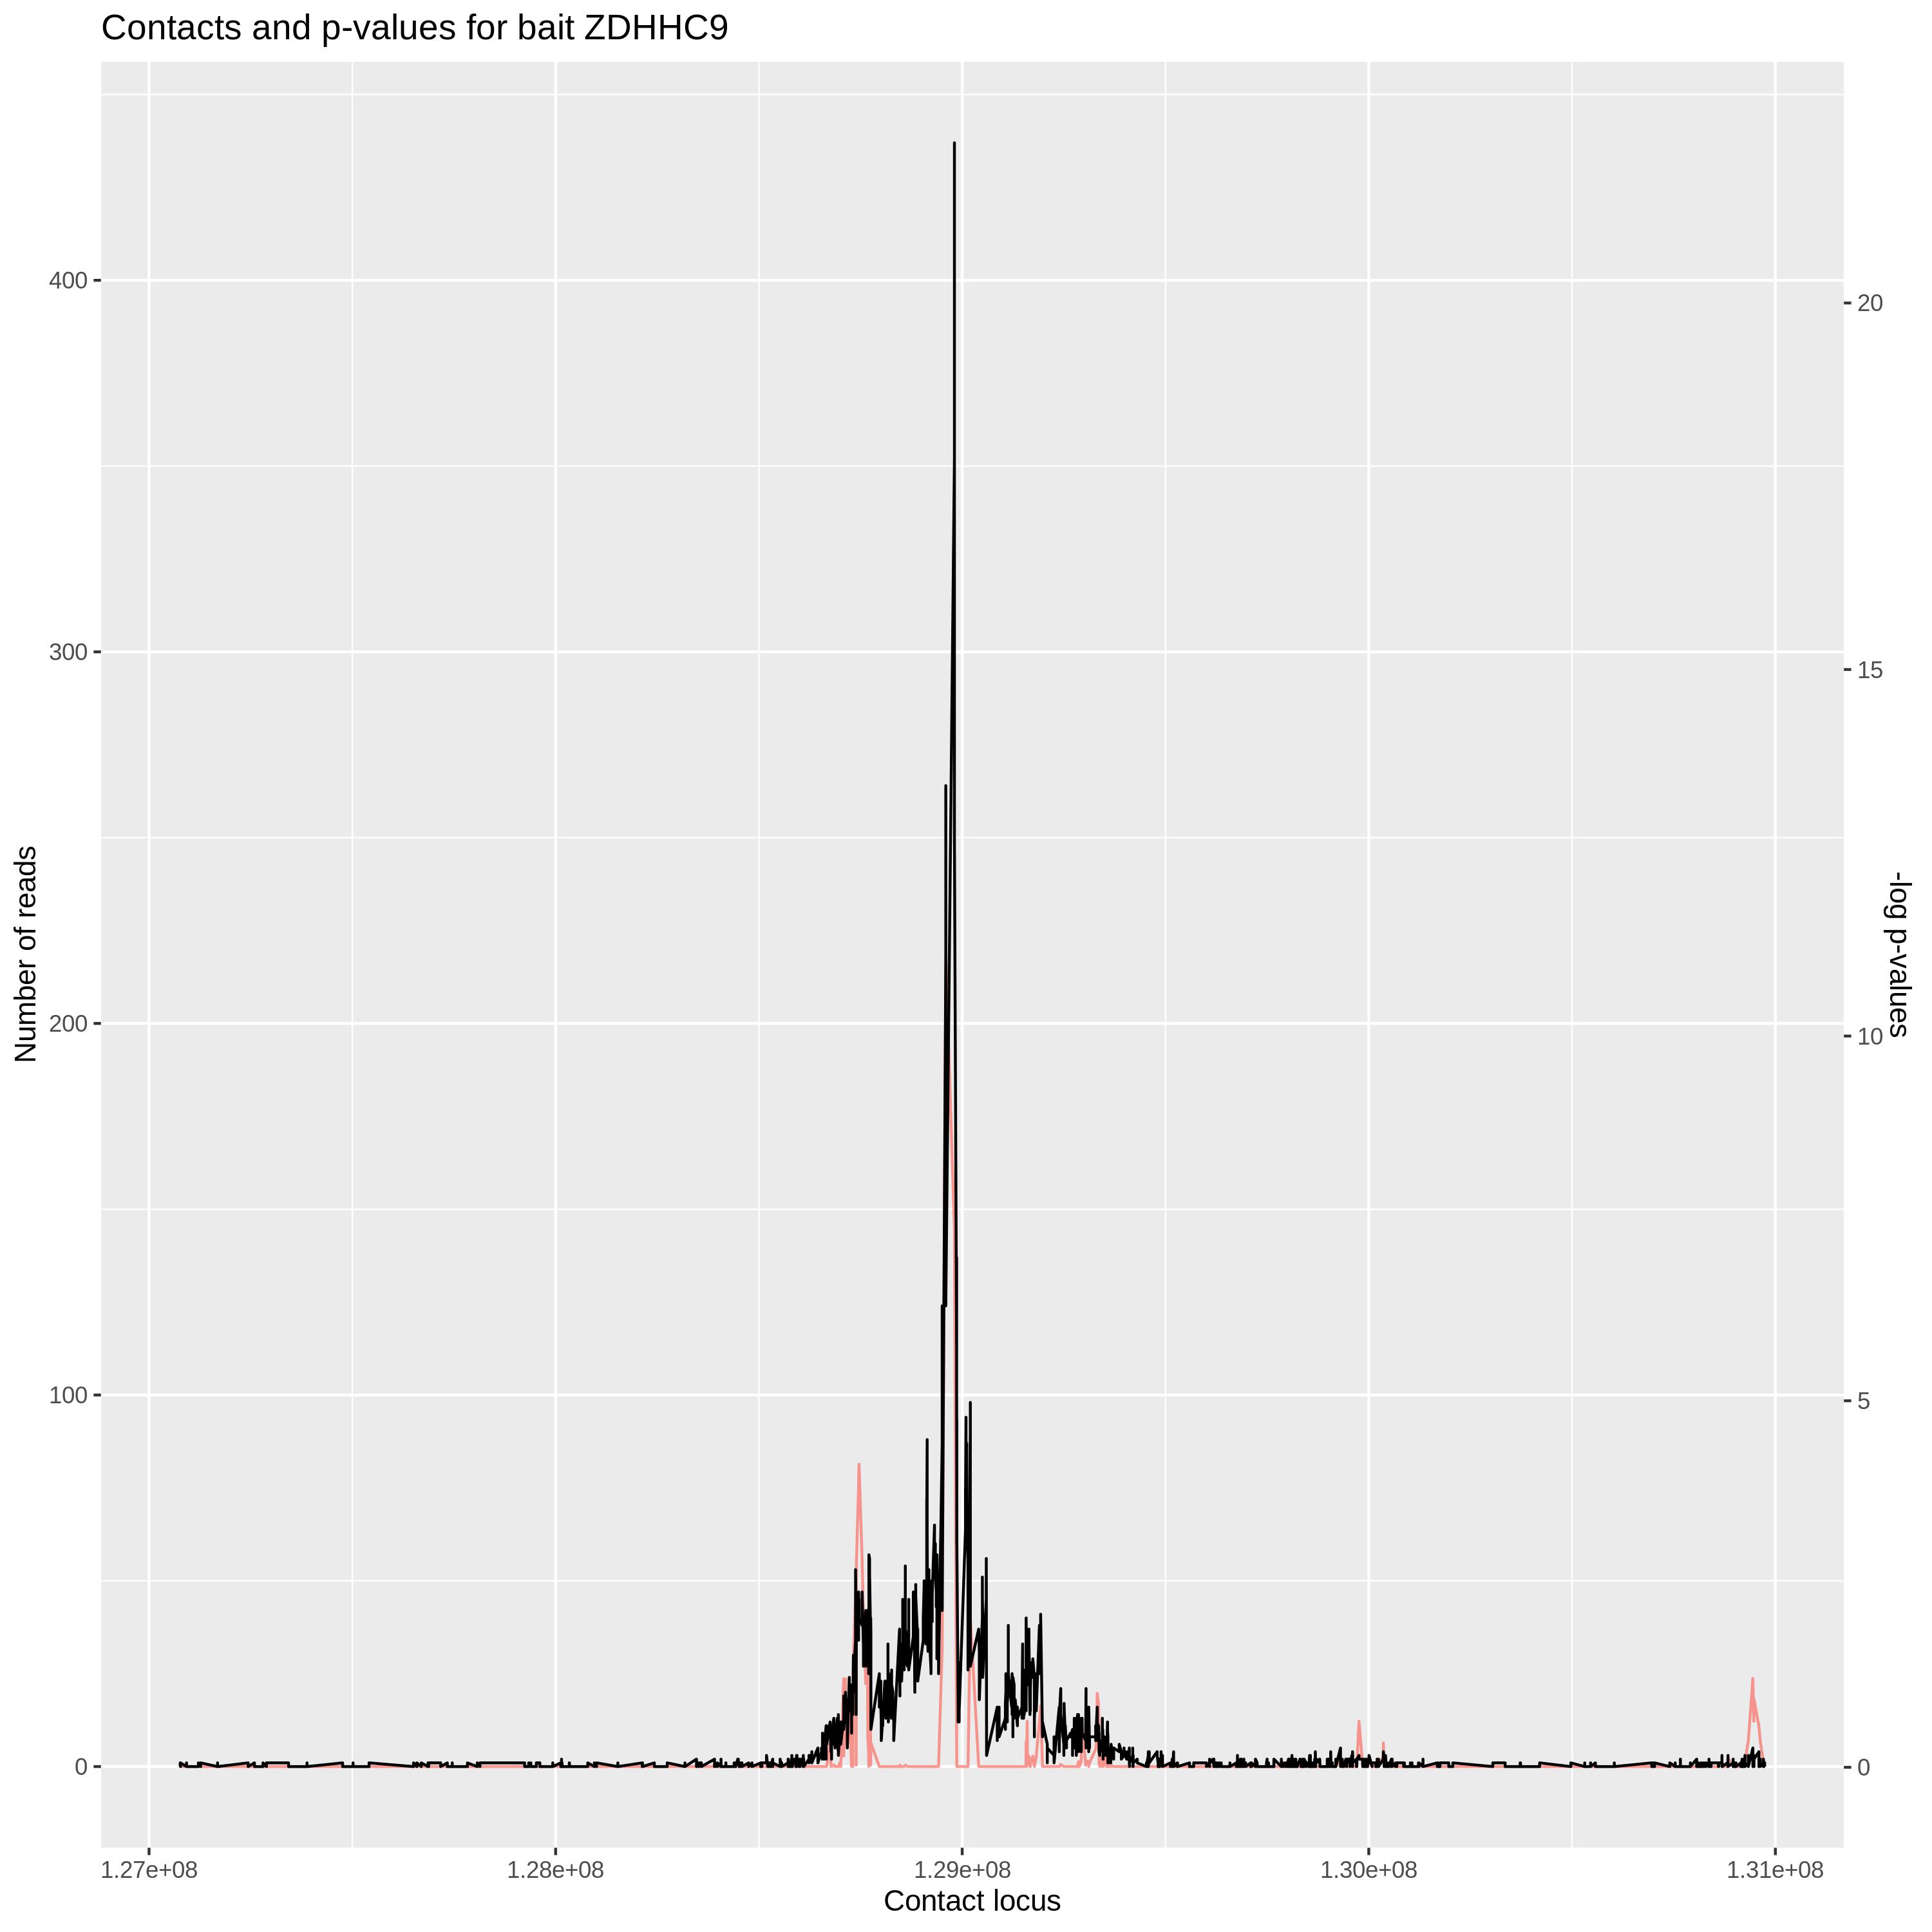 Contacts and p-values for bait ZDHHC9
400
300
200
100
0
Number of reads
20
15
10
5
0
-log p-values
1.27e+08
1.28e+08
1.29e+08
1.30e+08
1.31e+08
Contact locus